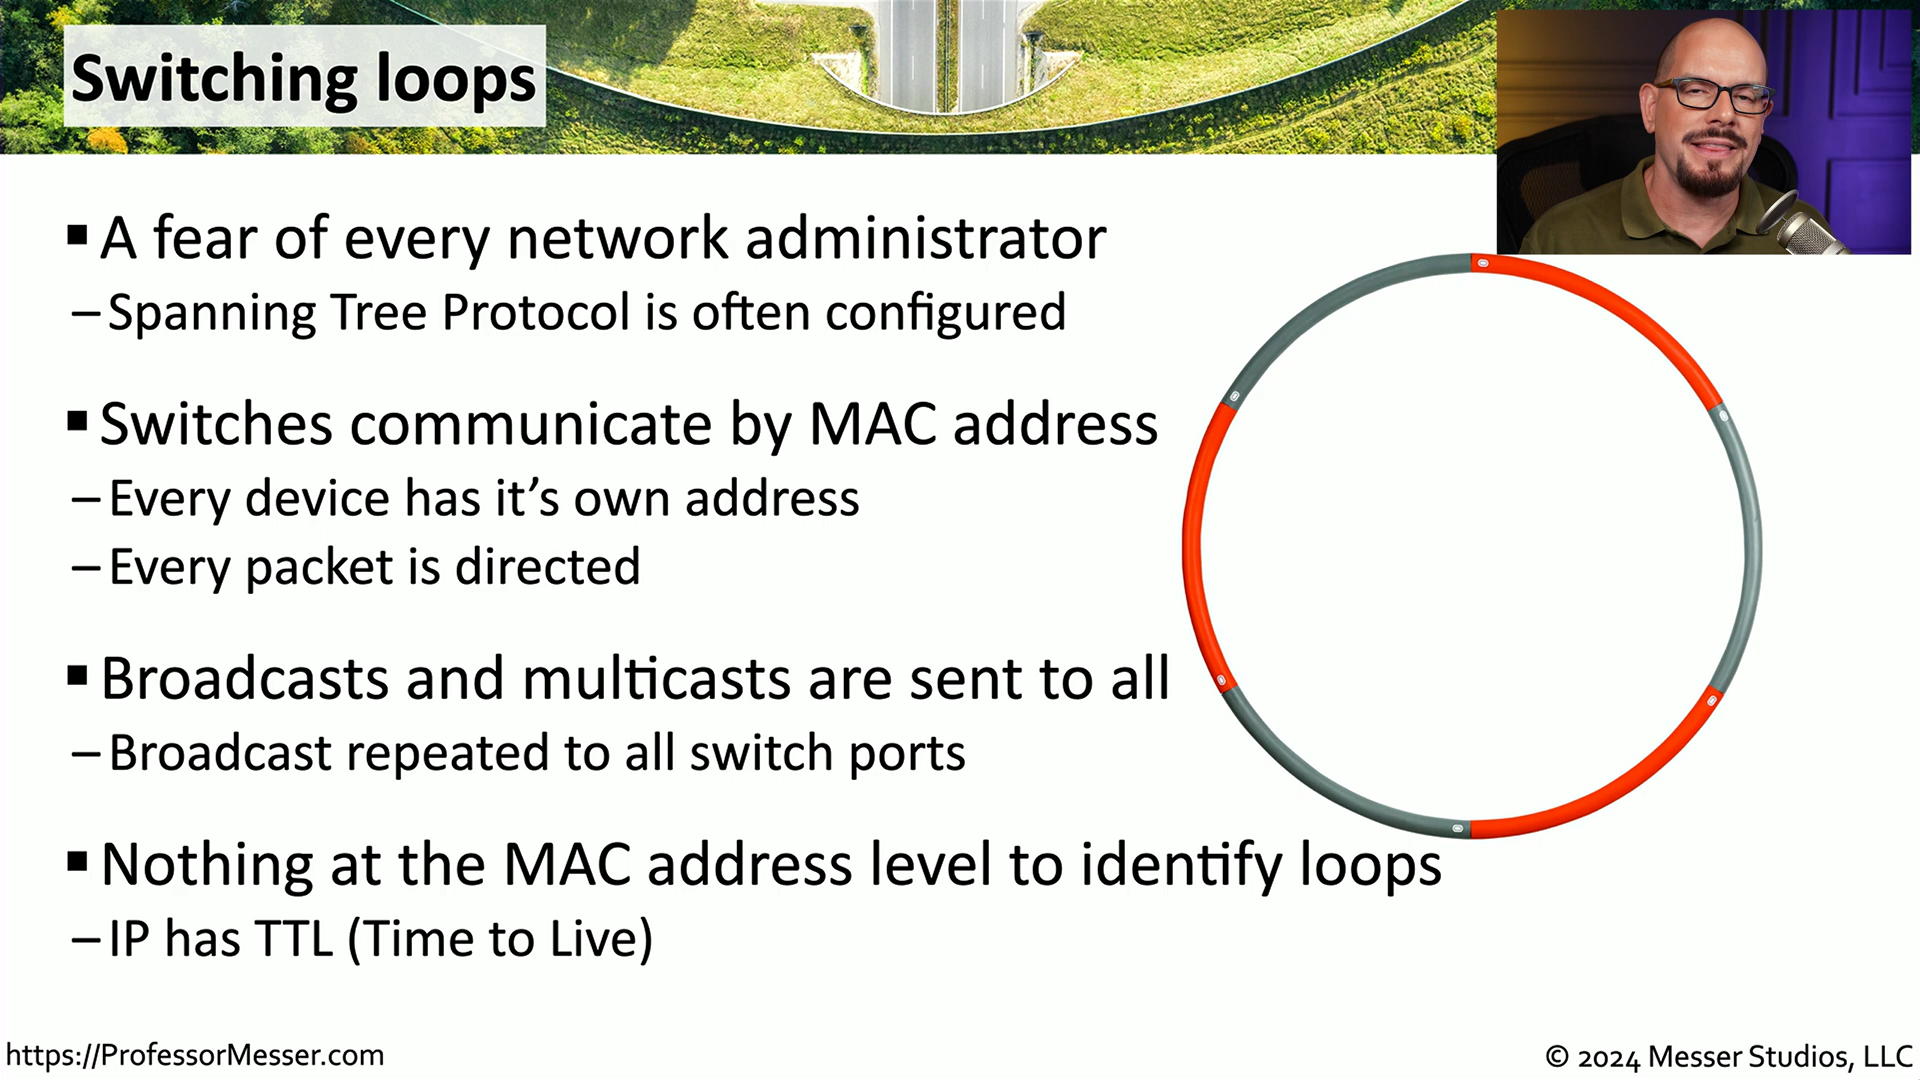 Switching loops
▪ A fear of every network administrator
– Spanning Tree Protocol is often configured
▪ Switches communicate by MAC address
– Every device has it’s own address
– Every packet is directed
▪ Broadcasts and multicasts are sent to all
– Broadcast repeated to all switch ports
▪ Nothing at the MAC address level to identify loops
– IP has TTL (Time to Live)
https://ProfessorMesser.com
© 2024 Messer Studios, LLC